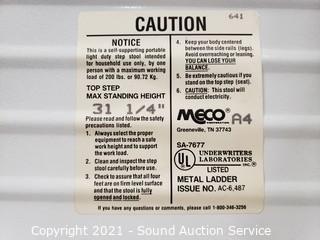 641
CAUTION
NOTICE
This is a self-supporting portable
light duty step stool intended
for household use only, by one
person with a maximum working
load of 200 lbs. or 90.72 Kg.
TOP STEP
MAX STANDING HEIGHT
31 1/4"
Please read and follow the safety
precautions listed.
1. Always select the proper
equipment to reach a safe
work height and to support
the work load.
2. Clean and inspect the step
stool carefully before use.
3. Check to assure that all four
feet are on firm level surface
and that the stool is fully
opened and locked.
4. Keep your body centered
between the side rails (legs).
Avoid overreaching or leaning.
YOU CAN LOSE YOUR
BALANCE.
5. Be extremely cautious if you
stand on the top (seat).
6. CAUTION: This stool will
conduct electricity.
MECO A4
CORPORATION
Greeneville, TN 37743
SA-7677
UL UNDERWRITERS
LABORATORIES
INC.®
LISTED
METAL LADDER
ISSUE NO. AC-6,487
If you have any questions or comments, please call 1-800-346-3256
Copyright 2021 - Sound Auction Service